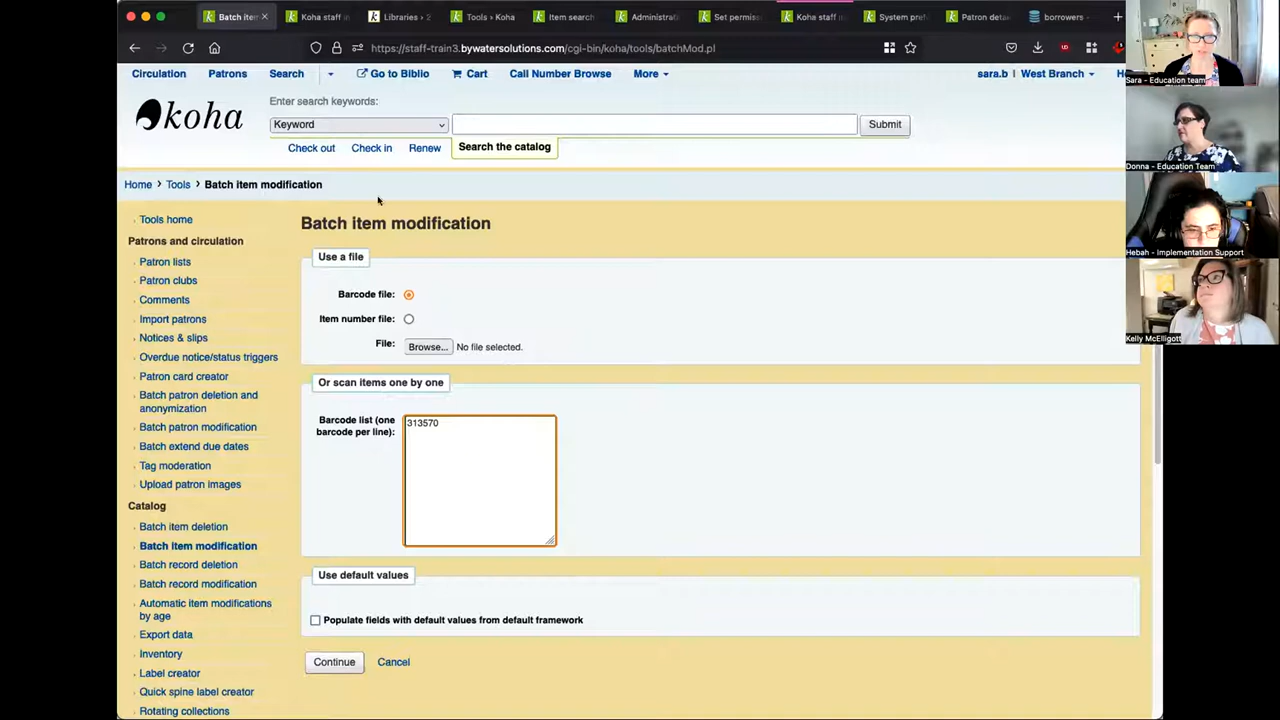 Batch iten
Koha staff in
Libraries › 2
Tools › Koha
Item search
Administrati
Set permiss
Koha staff in
System pref
Patron detai
borrowers -
https://staff-train3.bywatersolutions.com/cgi-bin/koha/tools/batchMod.pl
Circulation Patrons Search Go to Biblio Cart Call Number Browse More sara.b | West Branch He
koha
Enter search keywords:
Keyword Submit
Check out Check in Renew Search the catalog
Home › Tools › Batch item modification
Tools home
Patrons and circulation
Patron lists
Patron clubs
Comments
Import patrons
Notices & slips
Overdue notice/status triggers
Patron card creator
Batch patron deletion and
anonymization
Batch patron modification
Batch extend due dates
Tag moderation
Upload patron images
Catalog
Batch item deletion
Batch item modification
Batch record deletion
Batch record modification
Automatic item modifications
by age
Export data
Inventory
Label creator
Quick spine label creator
Rotating collections
Batch item modification
Use a file
Barcode file:
Item number file:
File: Browse... No file selected.
Or scan items one by one
Barcode list (one
barcode per line):
313570
Use default values
Populate fields with default values from default framework
Continue Cancel
Sara - Education team
Donna - Education Team
Hebah - Implementation Support
Kelly McElligott